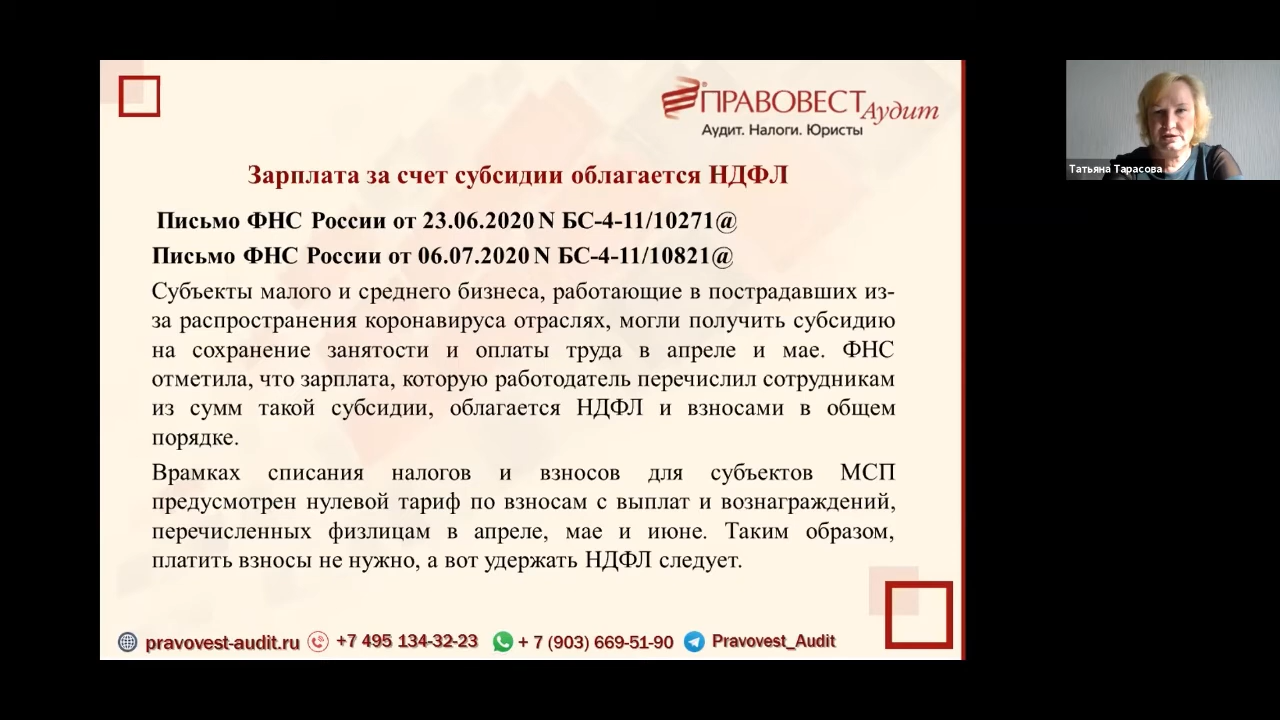 ПРАВОВЕСТ Аудит
Аудит. Налоги. Юристы
Татьяна Тарасова
Зарплата за счет субсидии облагается НДФЛ
Письмо ФНС России от 23.06.2020 N БС-4-11/10271@
Письмо ФНС России от 06.07.2020 N БС-4-11/10821@
Субъекты малого и среднего бизнеса, работающие в пострадавших из-
за распространения коронавируса отраслях, могли получить субсидию
на сохранение занятости и оплаты труда в апреле и мае. ФНС
отметила, что зарплата, которую работодатель перечислил сотрудникам
из сумм такой субсидии, облагается НДФЛ и взносами в общем
порядке.
Врамках списания налогов и взносов для субъектов МСП
предусмотрен нулевой тариф по взносам с выплат и вознаграждений,
перечисленных физлицам в апреле, мае и июне. Таким образом,
платить взносы не нужно, а вот удержать НДФЛ следует.
pravovest-audit.ru +7 495 134-32-23 + 7 (903) 669-51-90 Pravovest_Audit